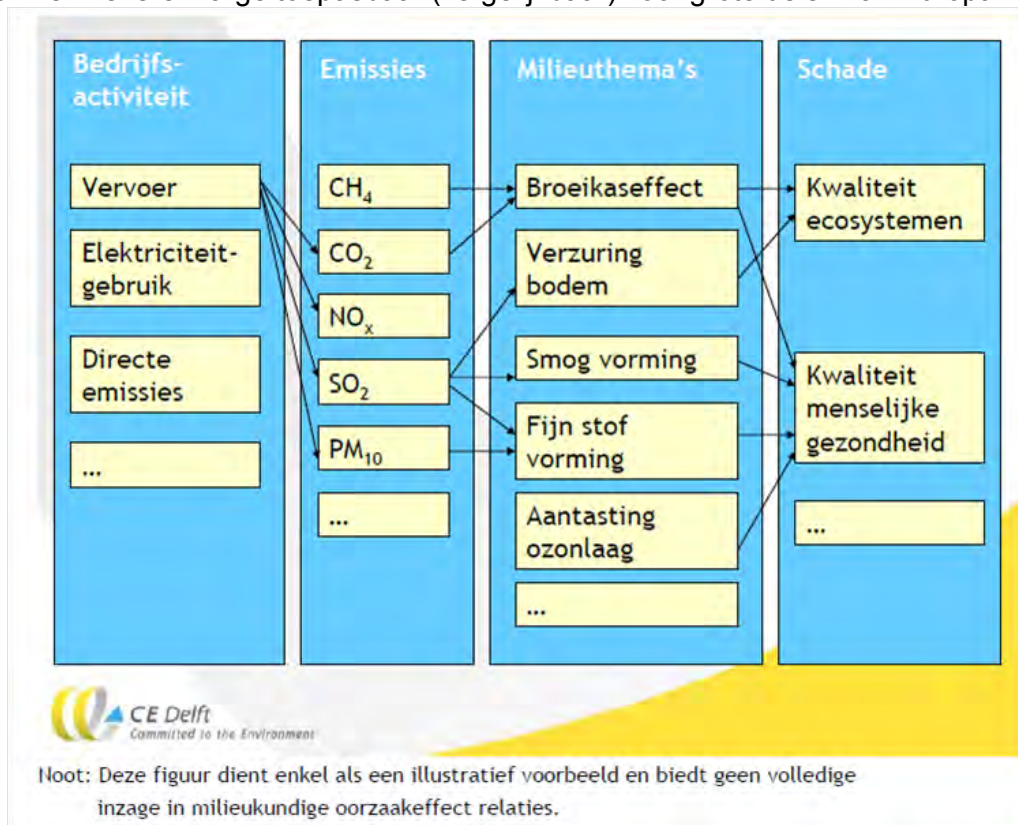 Bedrijfs-
activiteit
Emissies
Milieuthema's
Schade
Vervoer
Elektriciteit-
gebruik
Directe
emissies
...
CH₄
CO₂
NOₓ
SO₂
PM₁₀
...
Broeikaseffect
Verzuring
bodem
Smog vorming
Fijn stof
vorming
Aantasting
ozonlaag
...
Kwaliteit
ecosystemen
Kwaliteit
menselijke
gezondheid
...
CE Delft
Committed to the Environment
Noot: Deze figuur dient enkel als een illustratief voorbeeld en biedt geen volledige
inzage in milieukundige oorzaakeffect relaties.